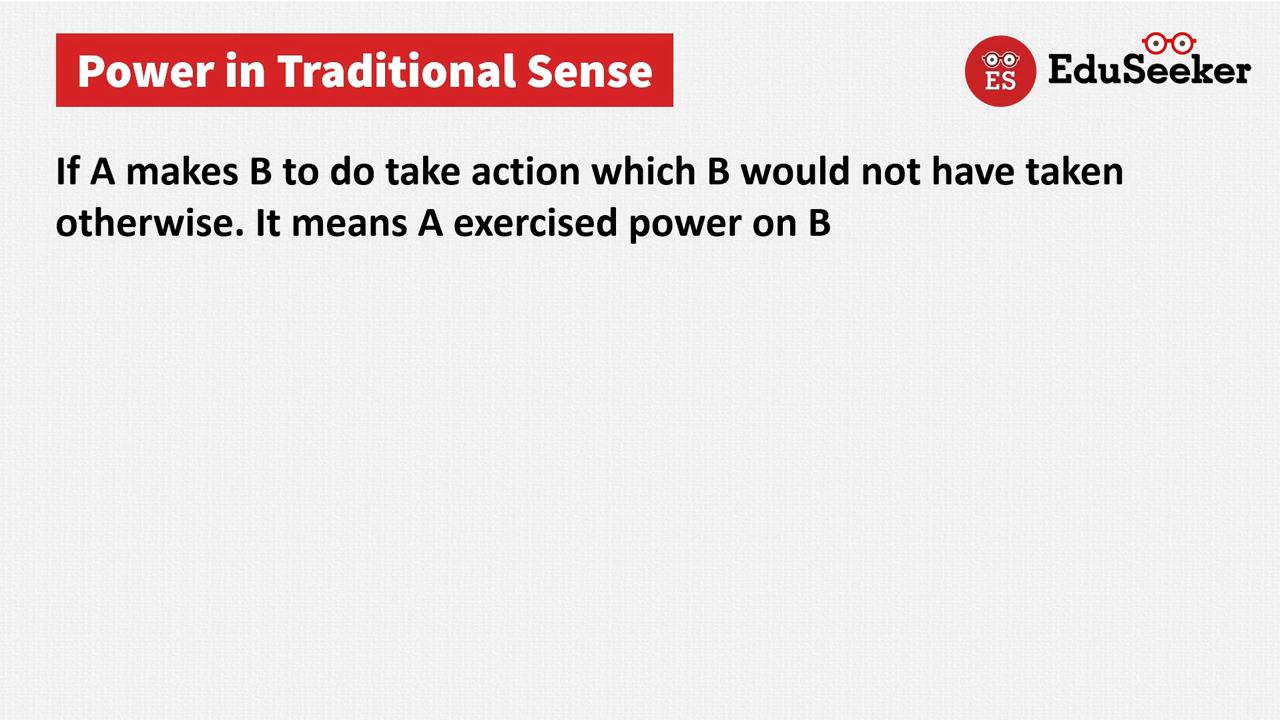 Power in Traditional Sense
ES
EduSeeker
If A makes B to do take action which B would not have taken
otherwise. It means A exercised power on B